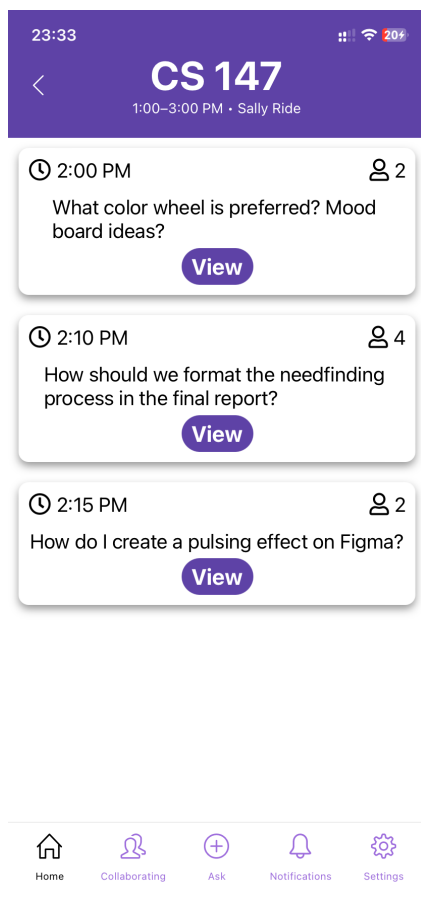 23:33
20
CS 147
1:00–3:00 PM • Sally Ride
2:00 PM
2
What color wheel is preferred? Mood
board ideas?
View
2:10 PM
4
How should we format the needfinding
process in the final report?
View
2:15 PM
2
How do I create a pulsing effect on Figma?
View
Home
Collaborating
Ask
Notifications
Settings